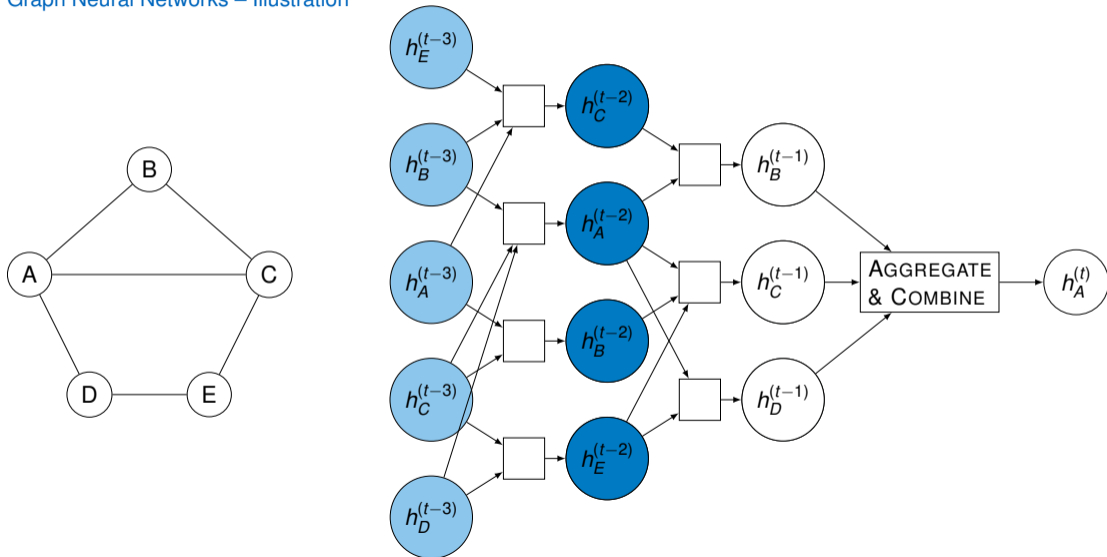 Graph Neural Networks – Illustration
B
A
C
D
E
h_E^{(t−3)}
h_B^{(t−3)}
h_A^{(t−3)}
h_C^{(t−3)}
h_D^{(t−3)}
h_C^{(t−2)}
h_A^{(t−2)}
h_B^{(t−2)}
h_E^{(t−2)}
h_B^{(t−1)}
h_C^{(t−1)}
h_D^{(t−1)}
AGGREGATE
& COMBINE
h_A^{(t)}